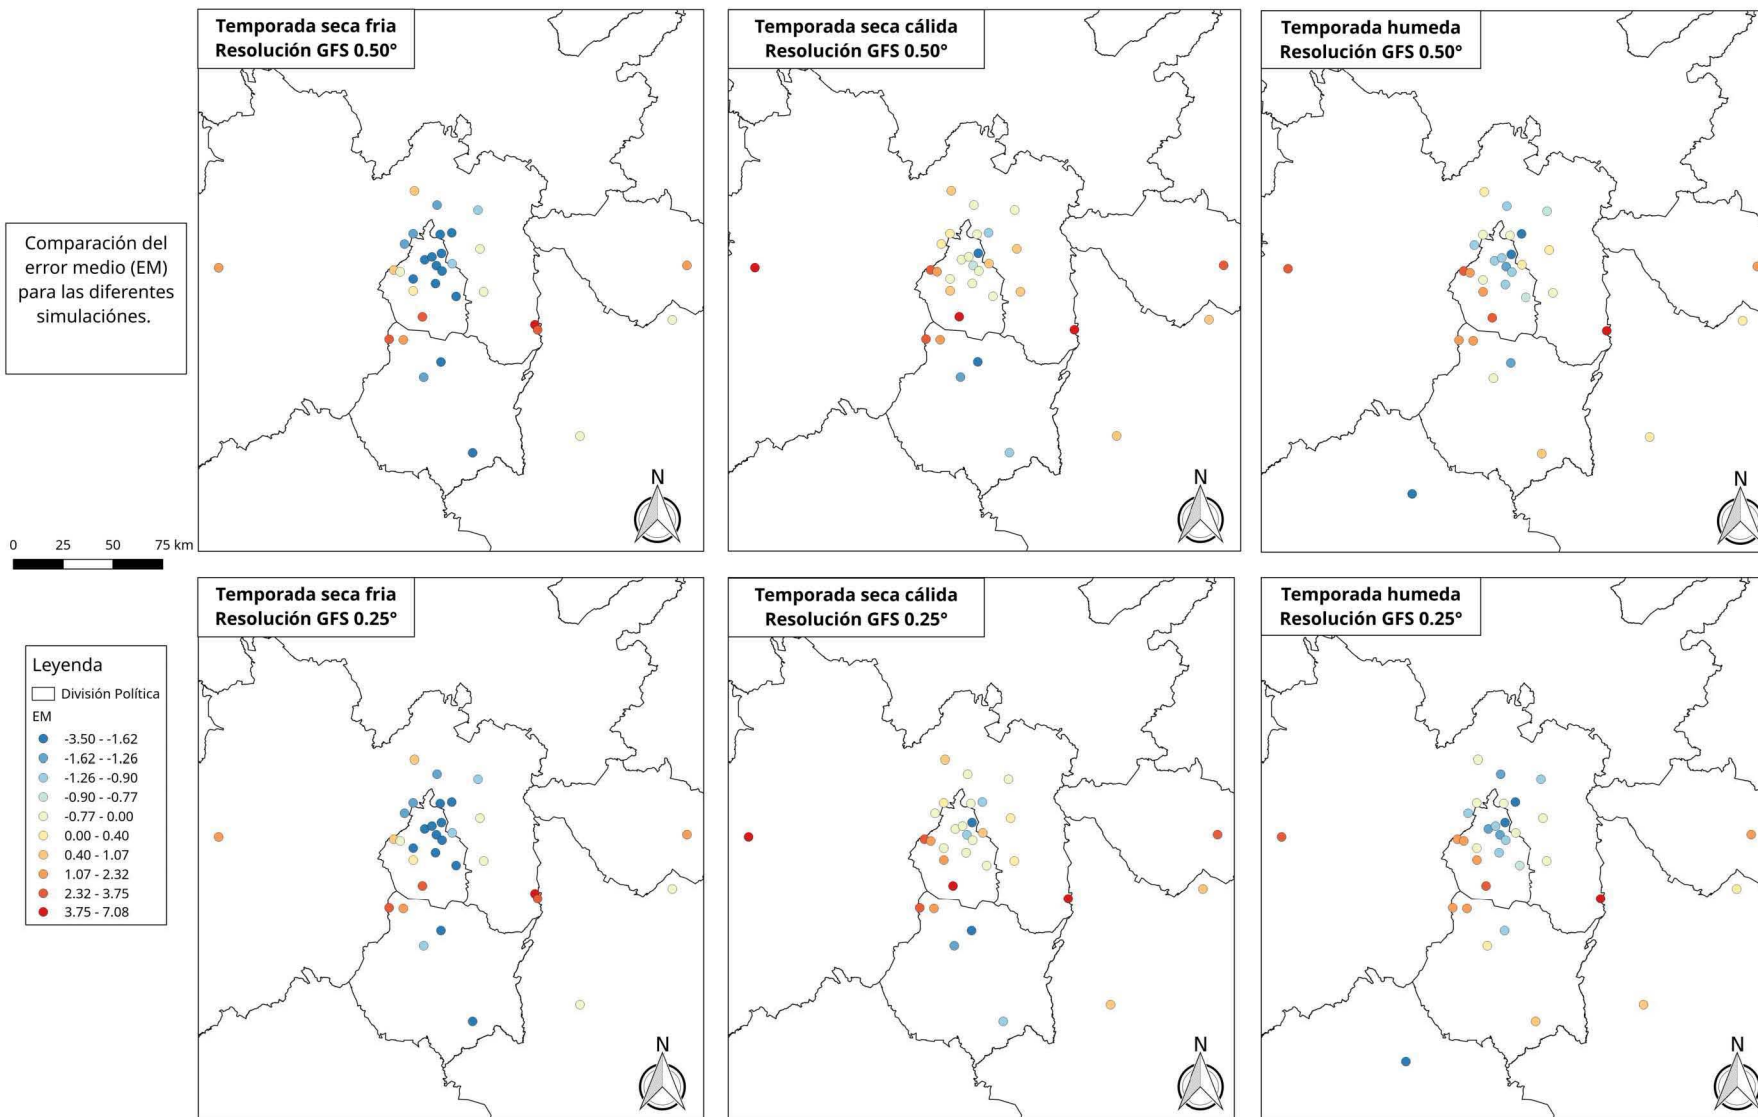 Temporada seca fria
Resolución GFS 0.50°
Temporada seca cálida
Resolución GFS 0.50°
Temporada humeda
Resolución GFS 0.50°
Comparación del
error medio (EM)
para las diferentes
simulaciónes.
N
N
N
0 25 50 75 km
Temporada seca fria
Resolución GFS 0.25°
Temporada seca cálida
Resolución GFS 0.25°
Temporada humeda
Resolución GFS 0.25°
Leyenda
División Política
EM
-3.50 - -1.62
-1.62 - -1.26
-1.26 - -0.90
-0.90 - -0.77
-0.77 - 0.00
0.00 - 0.40
0.40 - 1.07
1.07 - 2.32
2.32 - 3.75
3.75 - 7.08
N
N
N